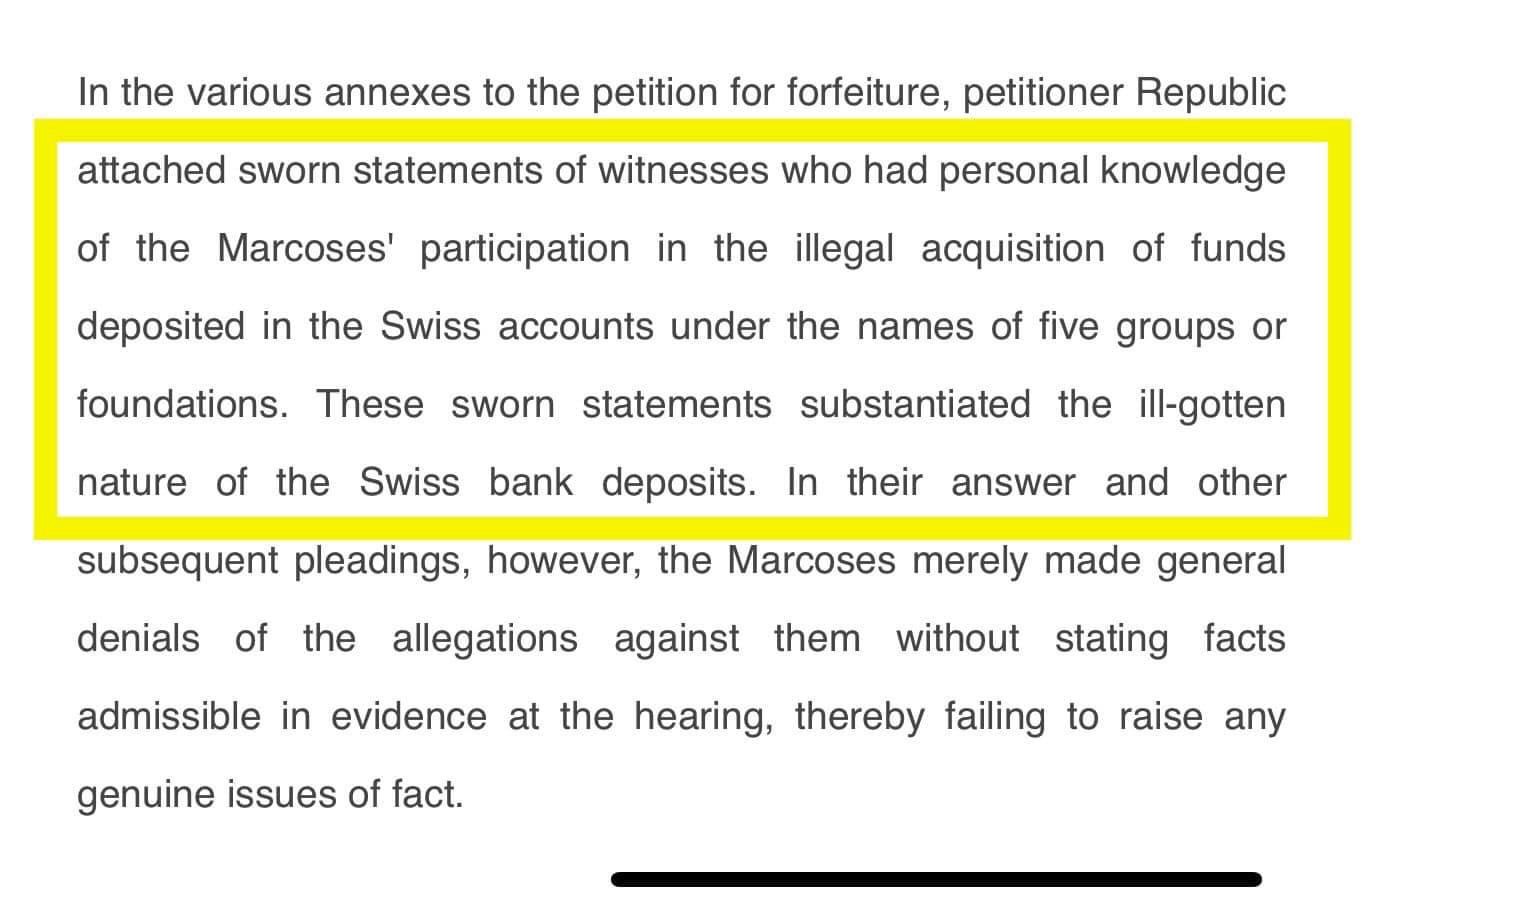 In the various annexes to the petition for forfeiture, petitioner Republic
attached sworn statements of witnesses who had personal knowledge
of the Marcoses' participation in the illegal acquisition of funds
deposited in the Swiss accounts under the names of five groups or
foundations. These sworn statements substantiated the ill-gotten
nature of the Swiss bank deposits. In their answer and other
subsequent pleadings, however, the Marcoses merely made general
denials of the allegations against them without stating facts
admissible in evidence at the hearing, thereby failing to raise any
genuine issues of fact.